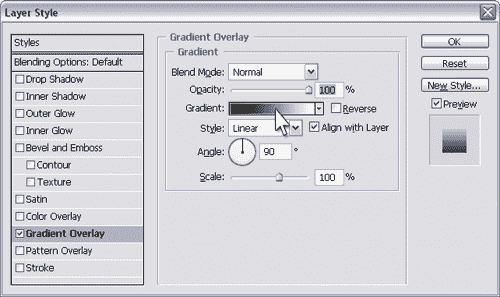 Layer Style
Styles
Blending Options: Default
Drop Shadow
Inner Shadow
Outer Glow
Inner Glow
Bevel and Emboss
Contour
Texture
Satin
Color Overlay
Gradient Overlay
Pattern Overlay
Stroke
Gradient Overlay
Gradient
Blend Mode: Normal
Opacity: 100 %
Gradient: Reverse
Style: Linear Align with Layer
Angle: 90 °
Scale: 100 %
OK
Reset
New Style...
Preview